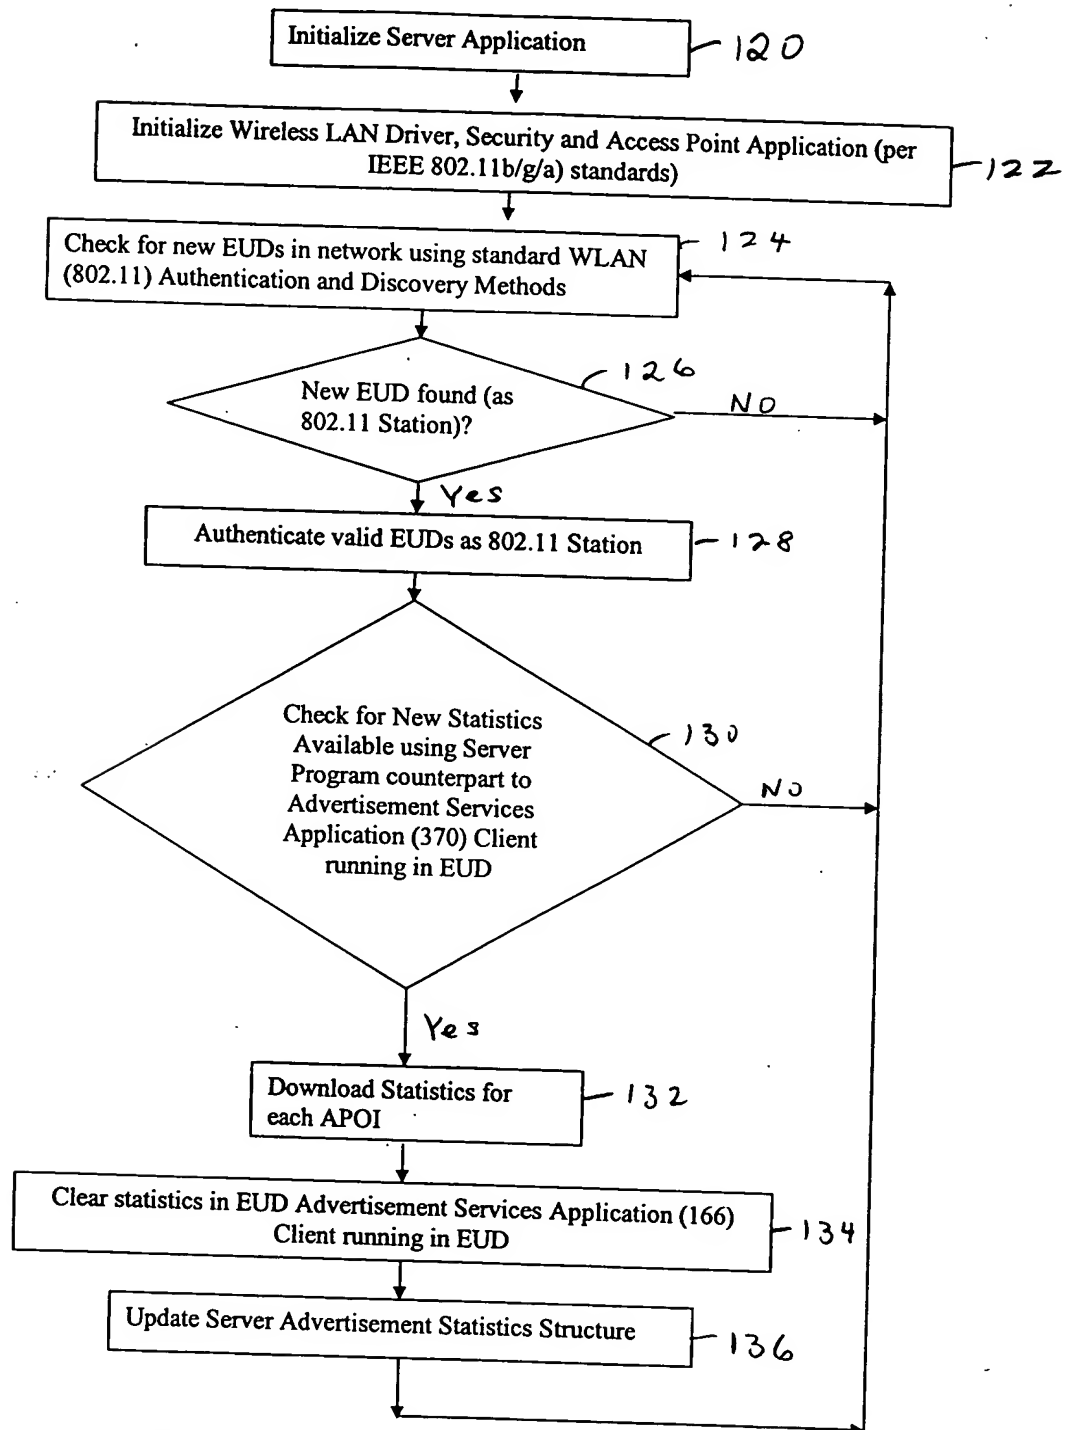 Initialize Server Application
120
Initialize Wireless LAN Driver, Security and Access Point Application (per
IEEE 802.11b/g/a) standards)
122
Check for new EUDs in network using standard WLAN
(802.11) Authentication and Discovery Methods
124
New EUD found (as
802.11 Station)?
126
NO
Yes
Authenticate valid EUDs as 802.11 Station
128
Check for New Statistics
Available using Server
Program counterpart to
Advertisement Services
Application (370) Client
running in EUD
130
NO
Yes
Download Statistics for
each APOI
132
Clear statistics in EUD Advertisement Services Application (166)
Client running in EUD
134
Update Server Advertisement Statistics Structure
136